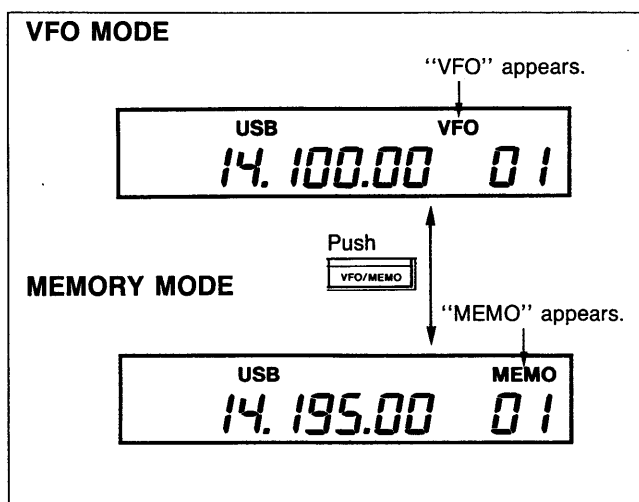 VFO MODE
“VFO” appears.
USB VFO
14.100.00 01
Push
VFO/MEMO
MEMORY MODE
“MEMO” appears.
USB MEMO
14.195.00 01